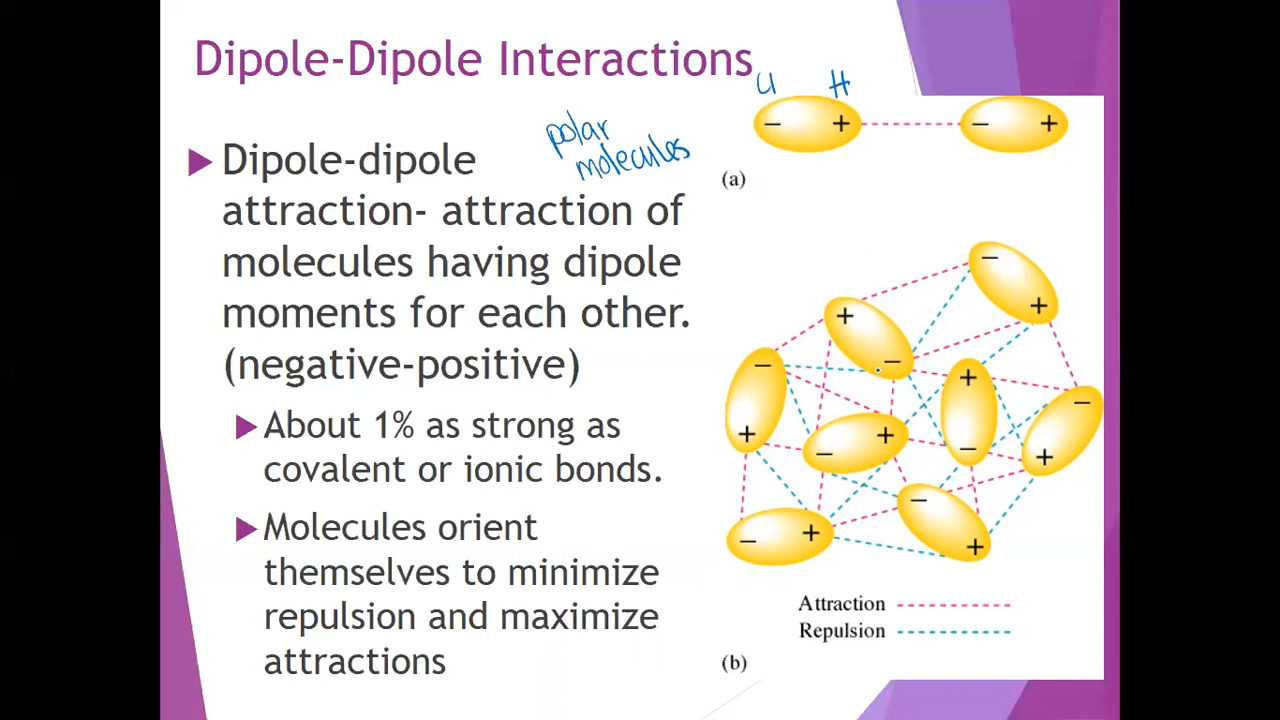 Dipole-Dipole Interactions
Cl H
polar
molecules
▶ Dipole-dipole
attraction- attraction of
molecules having dipole
moments for each other.
(negative-positive)
▶ About 1% as strong as
covalent or ionic bonds.
▶ Molecules orient
themselves to minimize
repulsion and maximize
attractions
− + − +
(a)
−
+
+
−
−
+
+
−
−
+
−
+
−
+
−
+
−
+
Attraction
Repulsion
(b)